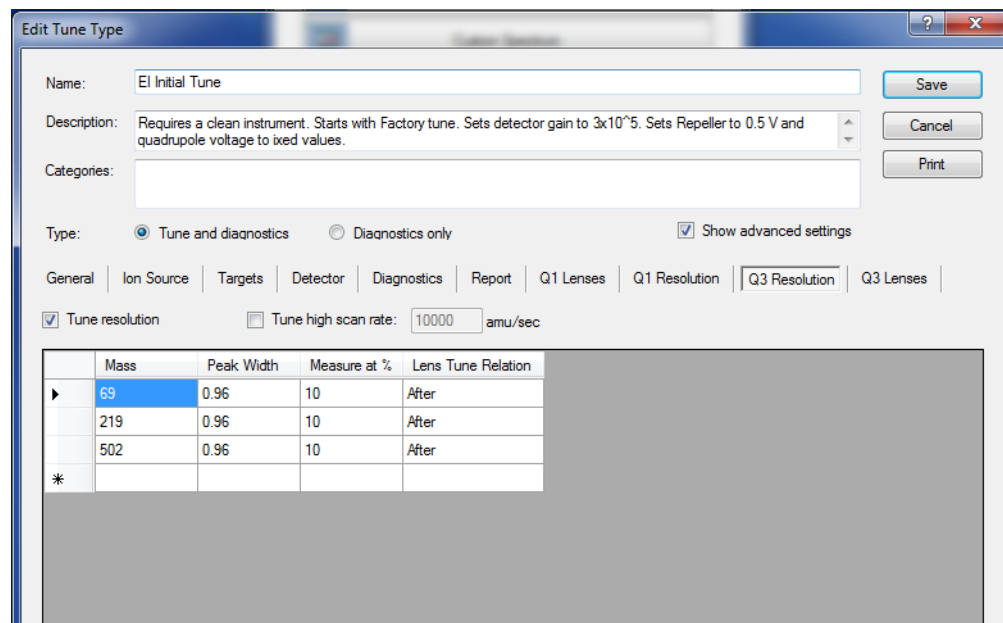 Edit Tune Type
Custom Spectrum
Name: EI Initial Tune Save
Description: Requires a clean instrument. Starts with Factory tune. Sets detector gain to 3x10^5. Sets Repeller to 0.5 V and Cancel
quadrupole voltage to ixed values.
Print
Categories:
Type: Tune and diagnostics Diagnostics only Show advanced settings
General Ion Source Targets Detector Diagnostics Report Q1 Lenses Q1 Resolution Q3 Resolution Q3 Lenses
Tune resolution Tune high scan rate: 10000 amu/sec
Mass Peak Width Measure at % Lens Tune Relation
69 0.96 10 After
219 0.96 10 After
502 0.96 10 After